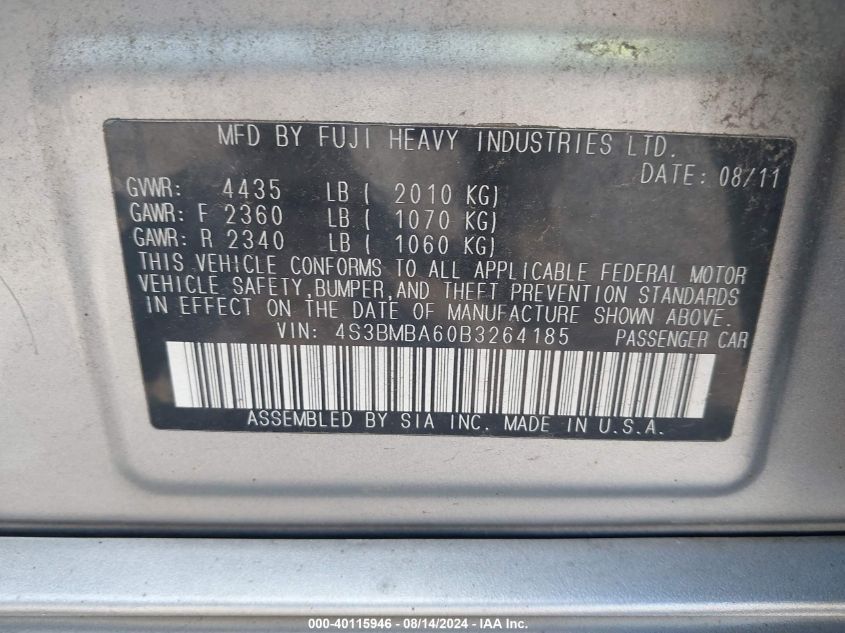 MFD BY FUJI HEAVY INDUSTRIES LTD.
DATE: 08/11
GVWR: 4435 LB ( 2010 KG)
GAWR: F 2360 LB ( 1070 KG)
GAWR: R 2340 LB ( 1060 KG)
THIS VEHICLE CONFORMS TO ALL APPLICABLE FEDERAL MOTOR
VEHICLE SAFETY,BUMPER,AND THEFT PREVENTION STANDARDS
IN EFFECT ON THE DATE OF MANUFACTURE SHOWN ABOVE.
VIN: 4S3BMBA60B3264185 PASSENGER CAR
ASSEMBLED BY SIA INC. MADE IN U.S.A.
000-40115946 - 08/14/2024 - IAA Inc.